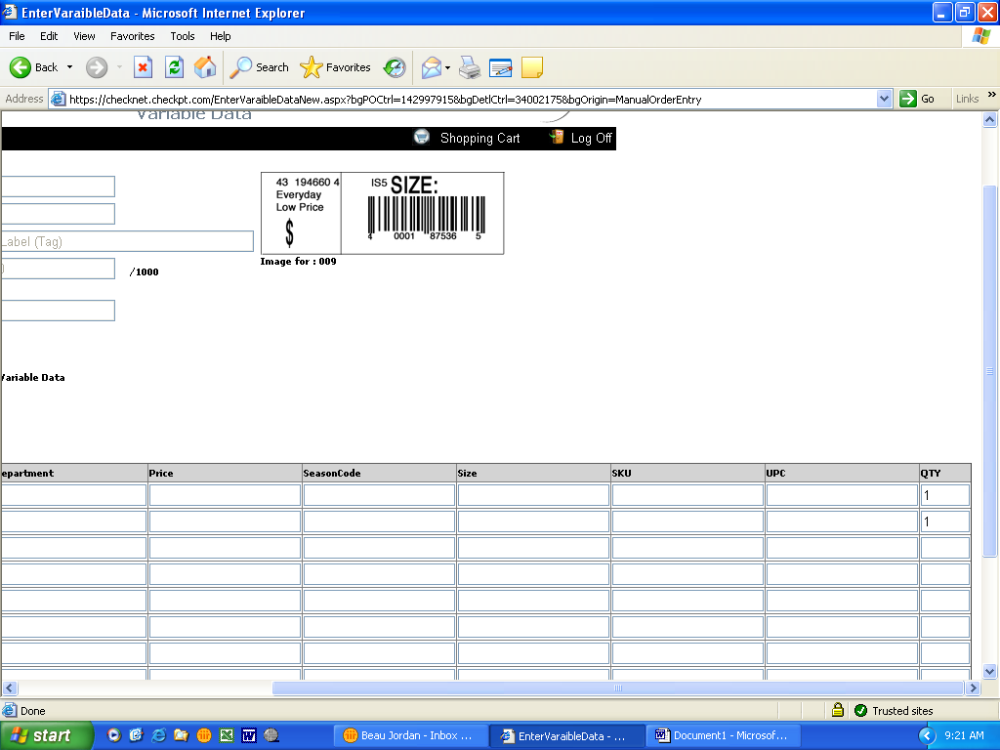 EnterVaraibleData - Microsoft Internet Explorer
File Edit View Favorites Tools Help
Back Search Favorites
Address https://checknet.checkpt.com/EnterVaraibleDataNew.aspx?bgPOCtrl=142997915&bgDetlCtrl=34002175&bgOrigin=ManualOrderEntry Go Links »
Variable Data
Shopping Cart Log Off
43 194660 4 IS5 SIZE:
Everyday
Low Price
$
4 0001 87536 5
Label (Tag)
Image for : 009
) /1000
Variable Data
epartment Price SeasonCode Size SKU UPC QTY
1
1
Done Trusted sites
start Beau Jordan - Inbox ... EnterVaraibleData - ... Document1 - Microsof... 9:21 AM